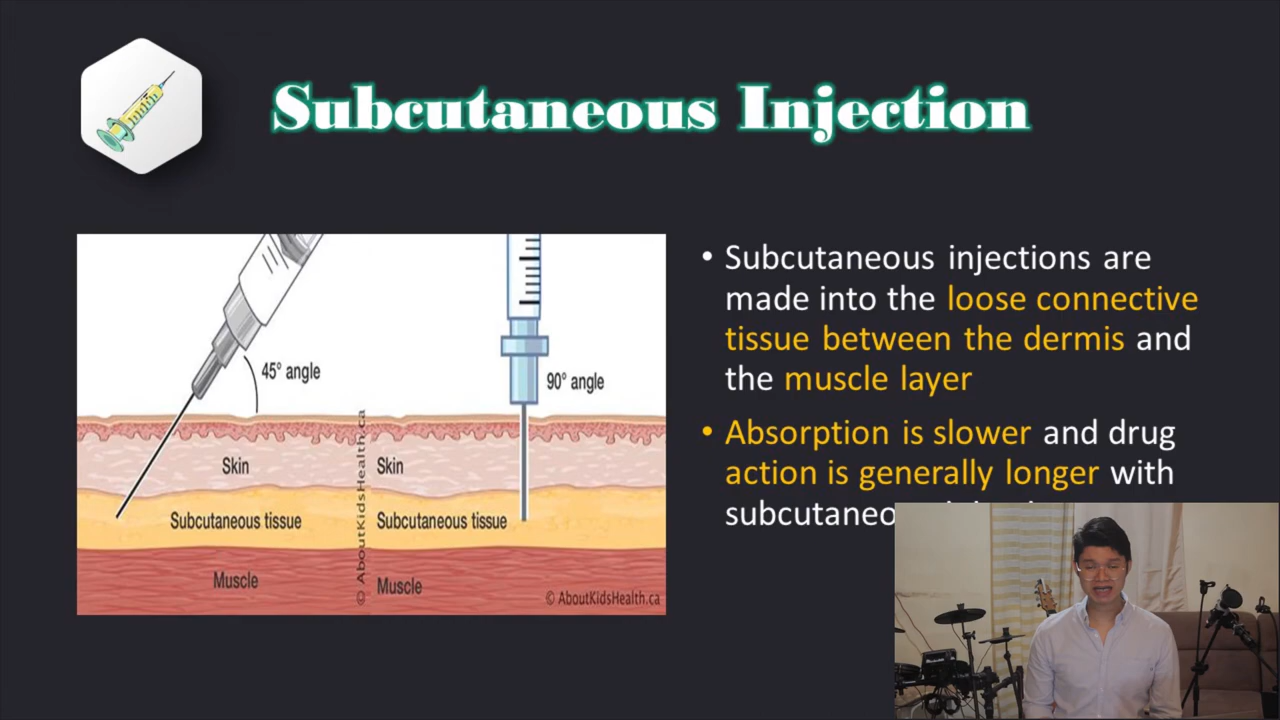 Subcutaneous Injection
45° angle
90° angle
Skin
Skin
Subcutaneous tissue
Subcutaneous tissue
Muscle
Muscle
© AboutKidsHealth.ca
© AboutKidsHealth.ca
• Subcutaneous injections are
made into the loose connective
tissue between the dermis and
the muscle layer
• Absorption is slower and drug
action is generally longer with